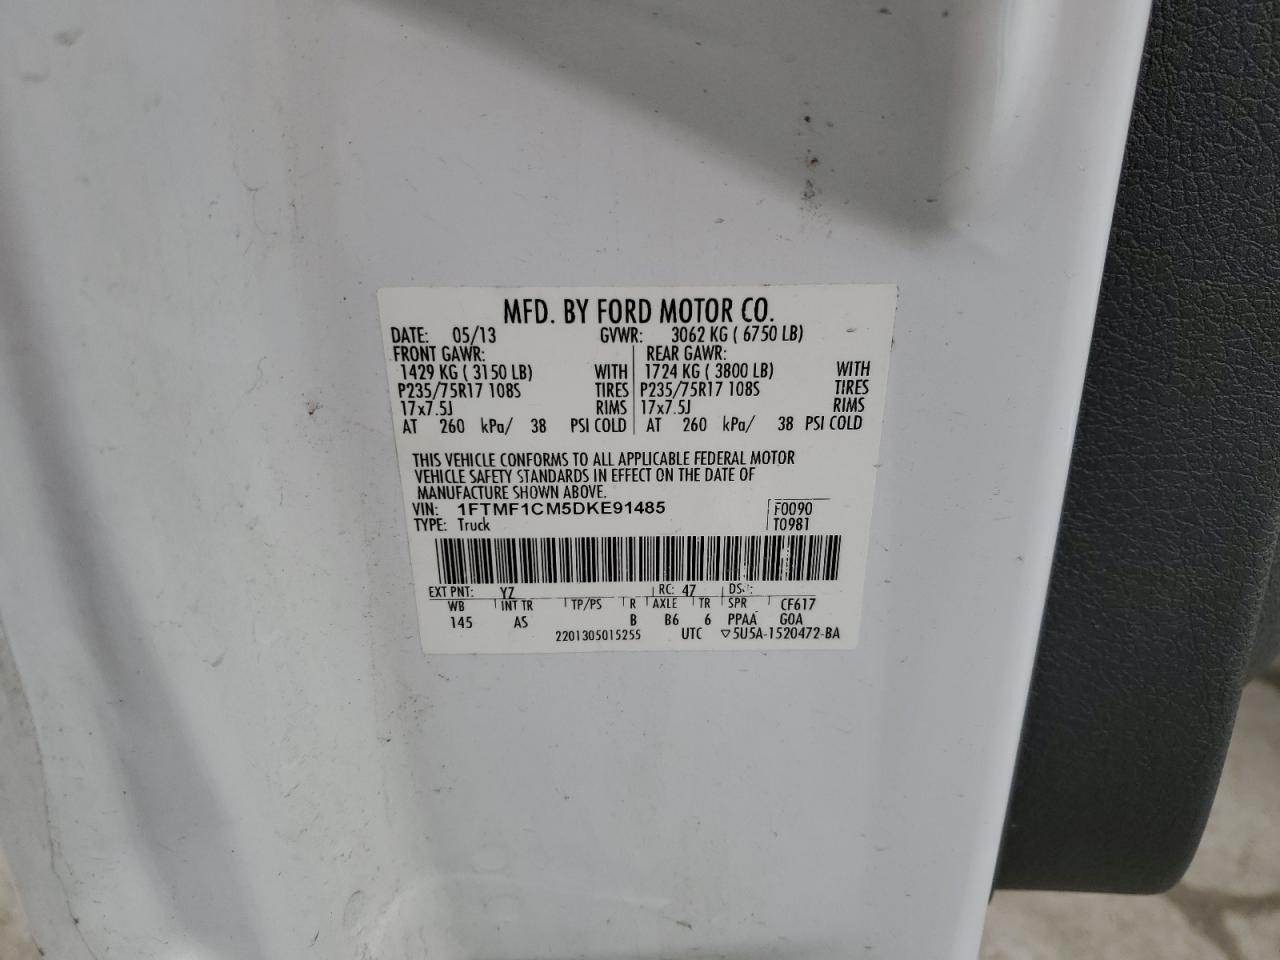 MFD. BY FORD MOTOR CO.
DATE: 05/13 GVWR: 3062 KG ( 6750 LB)
FRONT GAWR: REAR GAWR:
1429 KG ( 3150 LB) WITH 1724 KG ( 3800 LB) WITH
P235/75R17 108S TIRES P235/75R17 108S TIRES
17x7.5J RIMS 17x7.5J RIMS
AT 260 kPa/ 38 PSI COLD AT 260 kPa/ 38 PSI COLD
THIS VEHICLE CONFORMS TO ALL APPLICABLE FEDERAL MOTOR
VEHICLE SAFETY STANDARDS IN EFFECT ON THE DATE OF
MANUFACTURE SHOWN ABOVE.
VIN: 1FTMF1CM5DKE91485 F0090
TYPE: Truck T0981
EXT PNT: YZ RC: 47 DS
WB INT TR TP/PS R AXLE TR SPR CF617
145 AS B B6 6 PPAA GOA
2201305015255 UTC ▽5U5A-1520472-BA